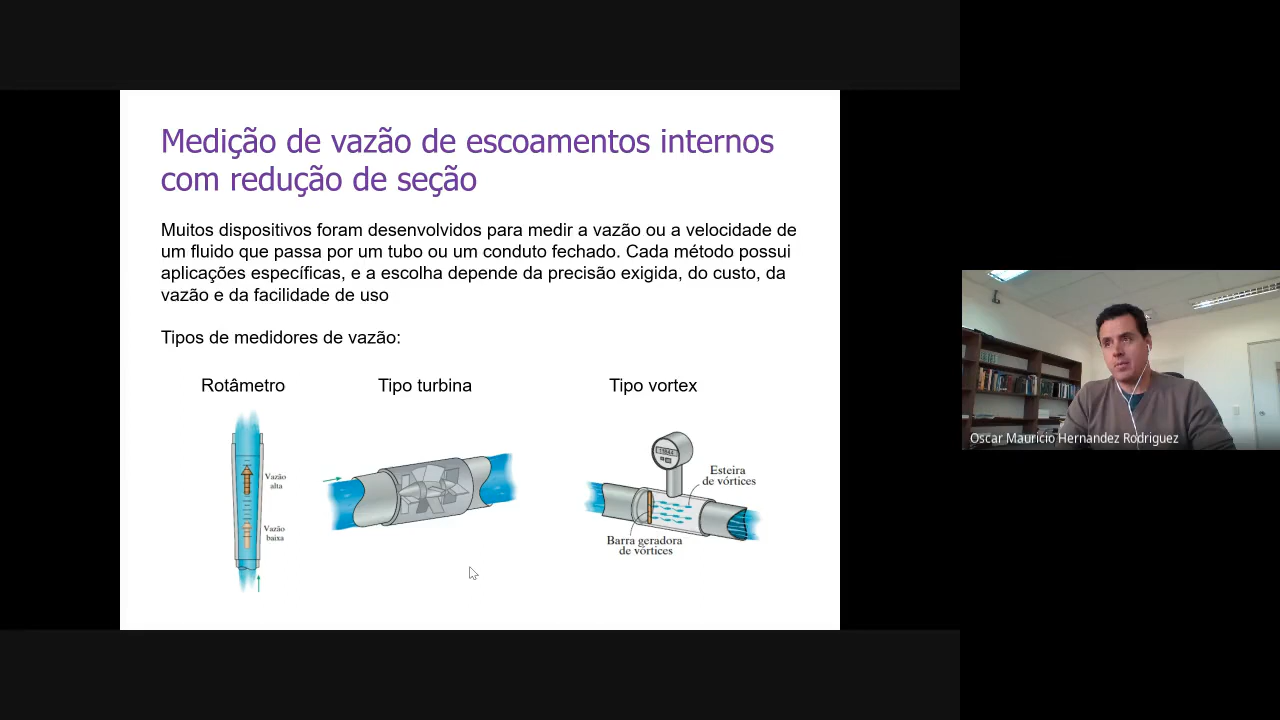 Medição de vazão de escoamentos internos
com redução de seção
Muitos dispositivos foram desenvolvidos para medir a vazão ou a velocidade de
um fluido que passa por um tubo ou um conduto fechado. Cada método possui
aplicações específicas, e a escolha depende da precisão exigida, do custo, da
vazão e da facilidade de uso
Tipos de medidores de vazão:
Rotâmetro
Tipo turbina
Tipo vortex
Vazão
alta
Vazão
baixa
Esteira
de vórtices
Barra geradora
de vórtices
Oscar Mauricio Hernandez Rodriguez